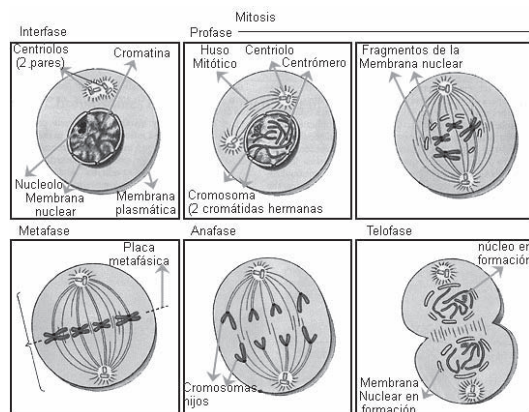 Mitosis
Interfase
Profase
Centriolos
(2 pares)
Cromatina
Huso
Mitótico
Centriolo
Centrómero
Fragmentos de la
Membrana nuclear
Nucleolo
Membrana
nuclear
Membrana
plasmática
Cromosoma
(2 cromátidas hermanas
Metafase
Anafase
Telofase
Placa
metafásica
núcleo en
formación
Cromosomas
hijos
Membrana
Nuclear en
formación